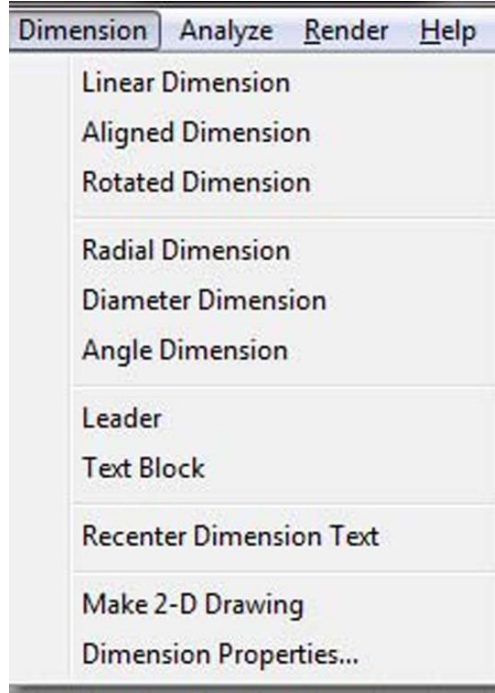 Dimension Analyze Render Help
Linear Dimension
Aligned Dimension
Rotated Dimension
Radial Dimension
Diameter Dimension
Angle Dimension
Leader
Text Block
Recenter Dimension Text
Make 2-D Drawing
Dimension Properties...